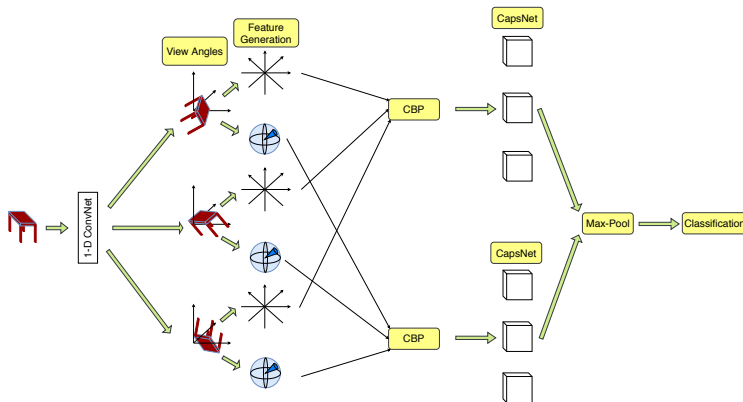 CapsNet
Feature
Generation
View Angles
CBP
1-D ConvNet
Max-Pool
Classification
CapsNet
CBP